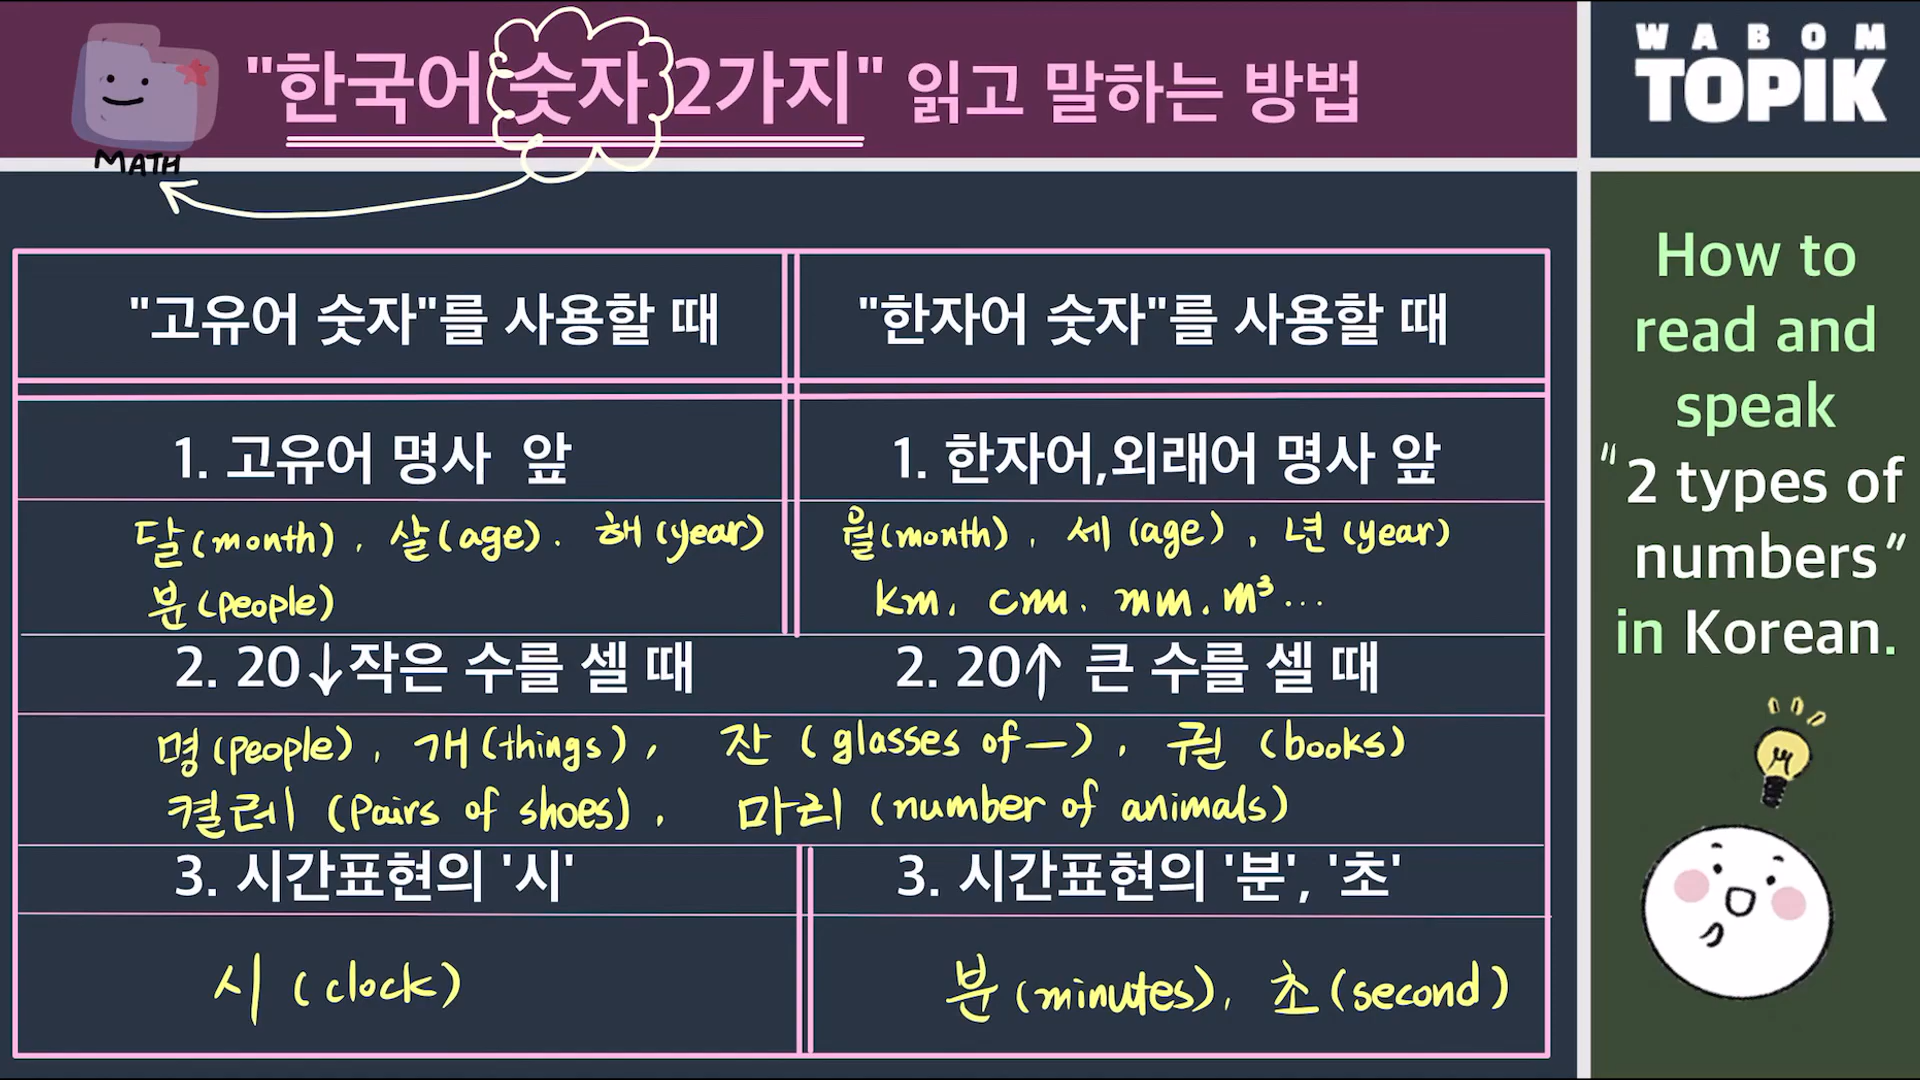 "한국어 숫자 2가지" 읽고 말하는 방법
MATH
WABOM
TOPIK
"고유어 숫자"를 사용할 때
"한자어 숫자"를 사용할 때
1. 고유어 명사 앞
1. 한자어,외래어 명사 앞
달(month), 살(age). 해(year)
분(people)
월(month), 세(age), 년(year)
km, cm. mm. m³...
2. 20↓작은 수를 셀 때
2. 20↑ 큰 수를 셀 때
명(people), 개(things), 잔 (glasses of—), 권 (books)
켤레 (Pairs of shoes), 마리 (number of animals)
3. 시간표현의 '시'
3. 시간표현의 '분', '초'
시 (clock)
분(minutes), 초(second)
How to
read and
speak
"2 types of
numbers"
in Korean.